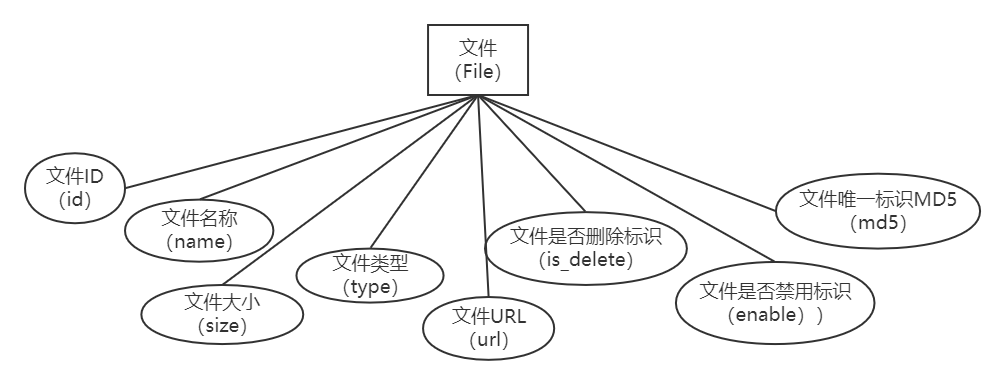 文件
（File）
文件ID
（id）
文件名称
（name）
文件大小
（size）
文件类型
（type）
文件URL
（url）
文件是否删除标识
（is_delete）
文件是否禁用标识
（enable））
文件唯一标识MD5
（md5）